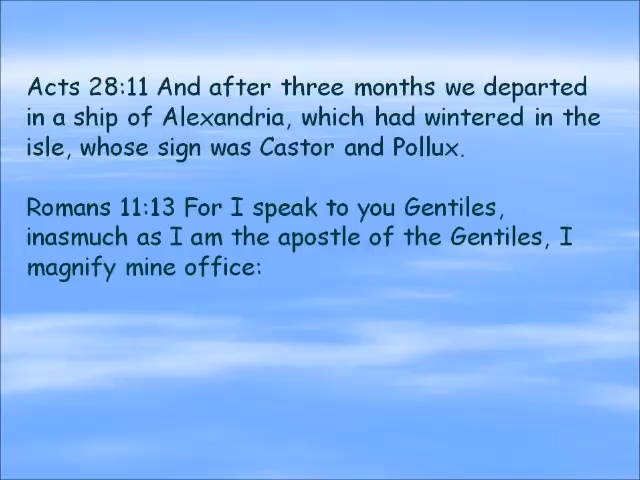 Acts 28:11 And after three months we departed
in a ship of Alexandria, which had wintered in the
isle, whose sign was Castor and Pollux.
Romans 11:13 For I speak to you Gentiles,
inasmuch as I am the apostle of the Gentiles, I
magnify mine office: